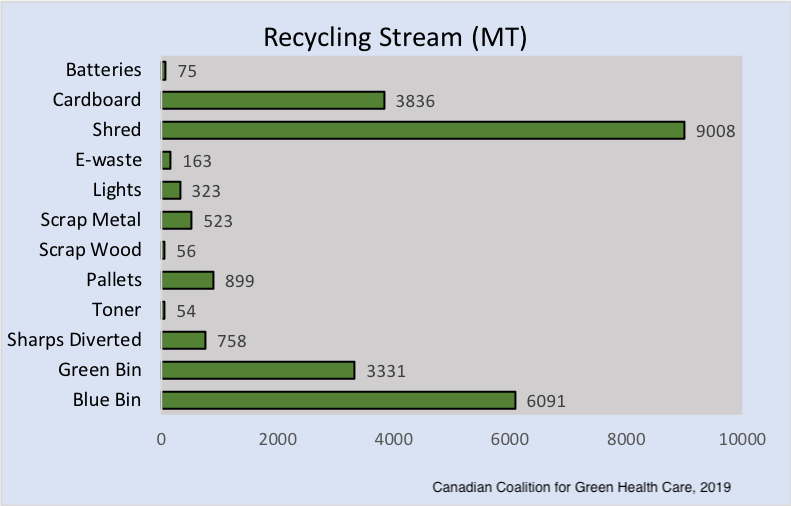 Recycling Stream (MT)
Batteries 75
Cardboard 3836
Shred 9008
E-waste 163
Lights 323
Scrap Metal 523
Scrap Wood 56
Pallets 899
Toner 54
Sharps Diverted 758
Green Bin 3331
Blue Bin 6091
0 2000 4000 6000 8000 10000
Canadian Coalition for Green Health Care, 2019